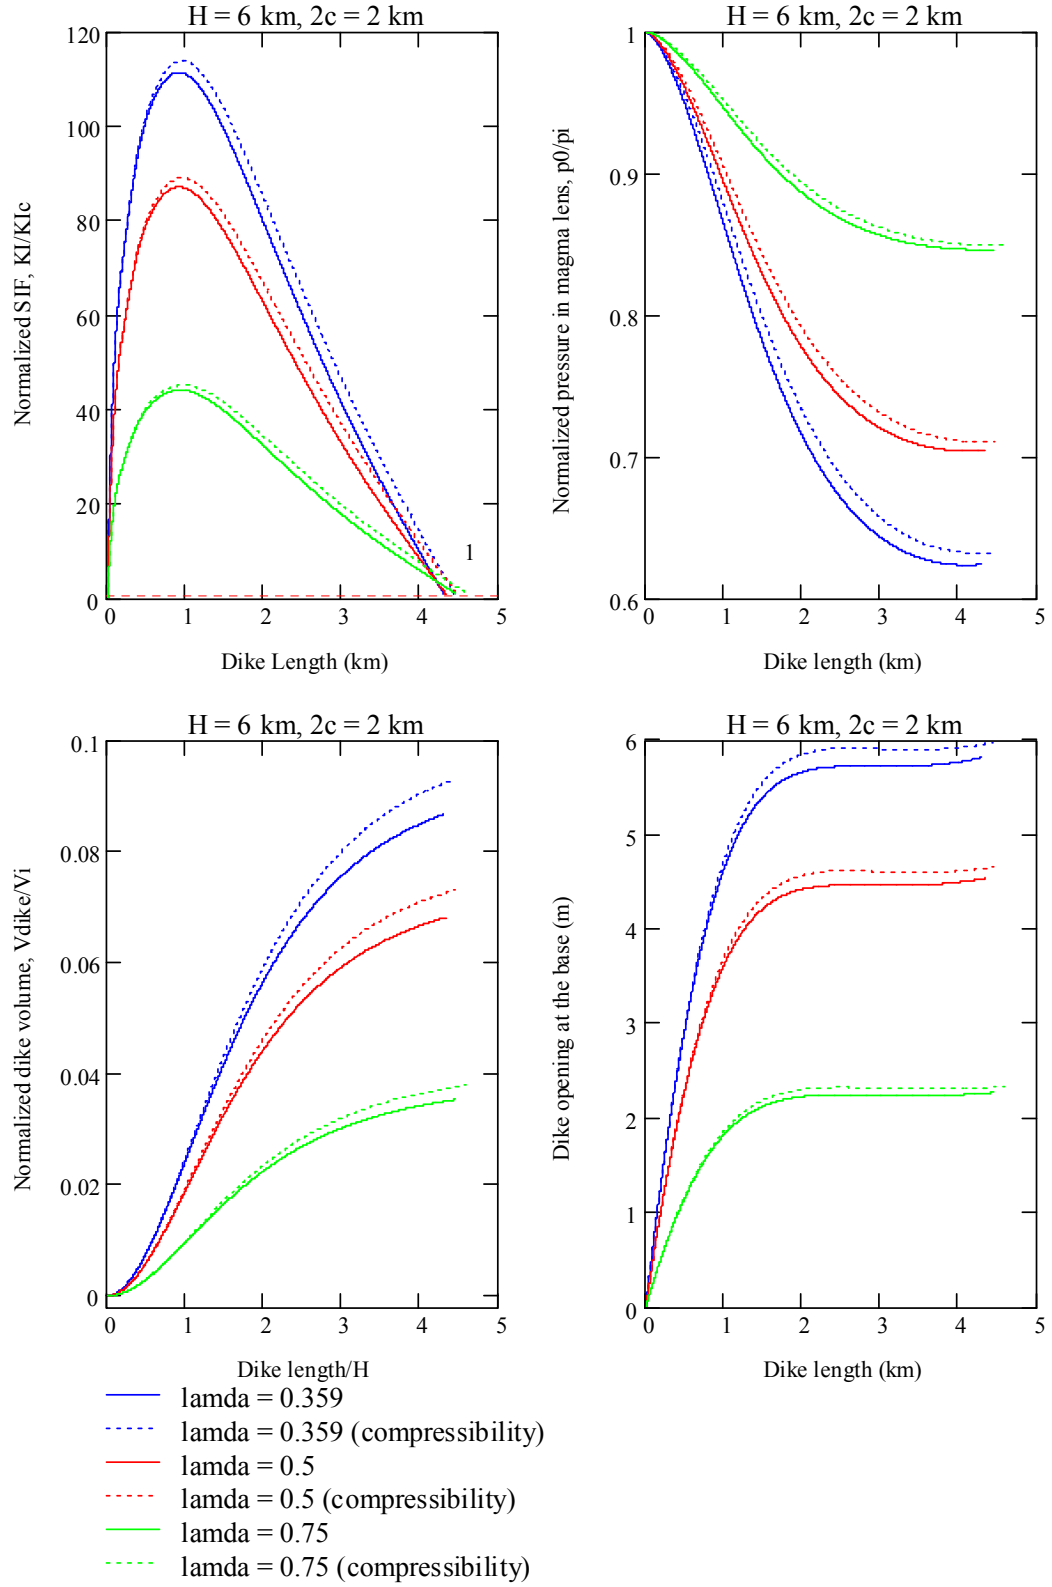 H = 6 km, 2c = 2 km
120
100
80
60
40
20
0
Normalized SIF, KI/KIc
1
0 1 2 3 4 5
Dike Length (km)
H = 6 km, 2c = 2 km
1
0.9
0.8
0.7
0.6
Normalized pressure in magma lens, p0/pi
0 1 2 3 4 5
Dike length (km)
H = 6 km, 2c = 2 km
0.1
0.08
0.06
0.04
0.02
0
Normalized dike volume, Vdike/Vi
0 1 2 3 4 5
Dike length/H
H = 6 km, 2c = 2 km
6
5
4
3
2
1
0
Dike opening at the base (m)
0 1 2 3 4 5
Dike length (km)
lamda = 0.359
lamda = 0.359 (compressibility)
lamda = 0.5
lamda = 0.5 (compressibility)
lamda = 0.75
lamda = 0.75 (compressibility)